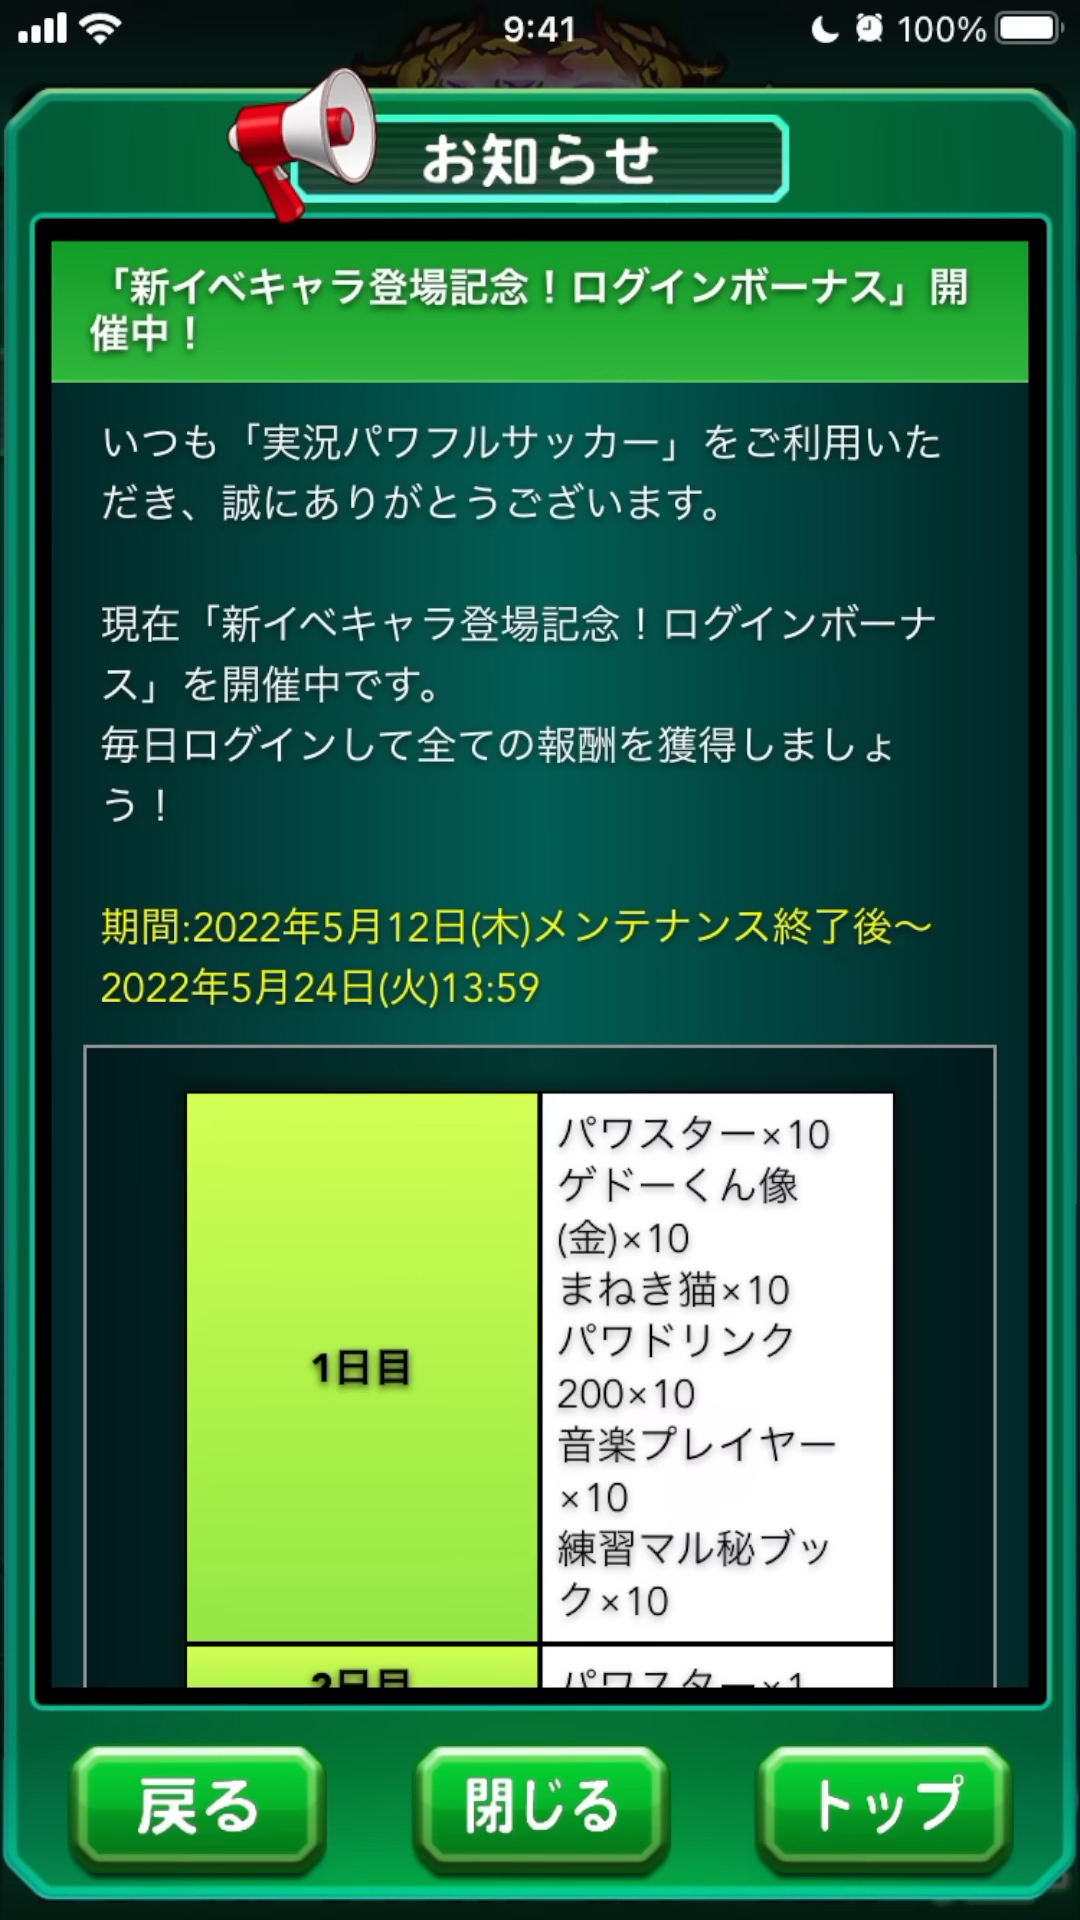 9:41
100%
お知らせ
「新イベキャラ登場記念！ログインボーナス」開
催中！
いつも「実況パワフルサッカー」をご利用いた
だき、誠にありがとうございます。
現在「新イベキャラ登場記念！ログインボーナ
ス」を開催中です。
毎日ログインして全ての報酬を獲得しましょ
う！
期間:2022年5月12日(木)メンテナンス終了後～
2022年5月24日(火)13:59
1日目
パワスター×10
ゲドーくん像
(金)×10
まねき猫×10
パワドリンク
200×10
音楽プレイヤー
×10
練習マル秘ブッ
ク×10
2日目
パワスター×1
戻る
閉じる
トップ